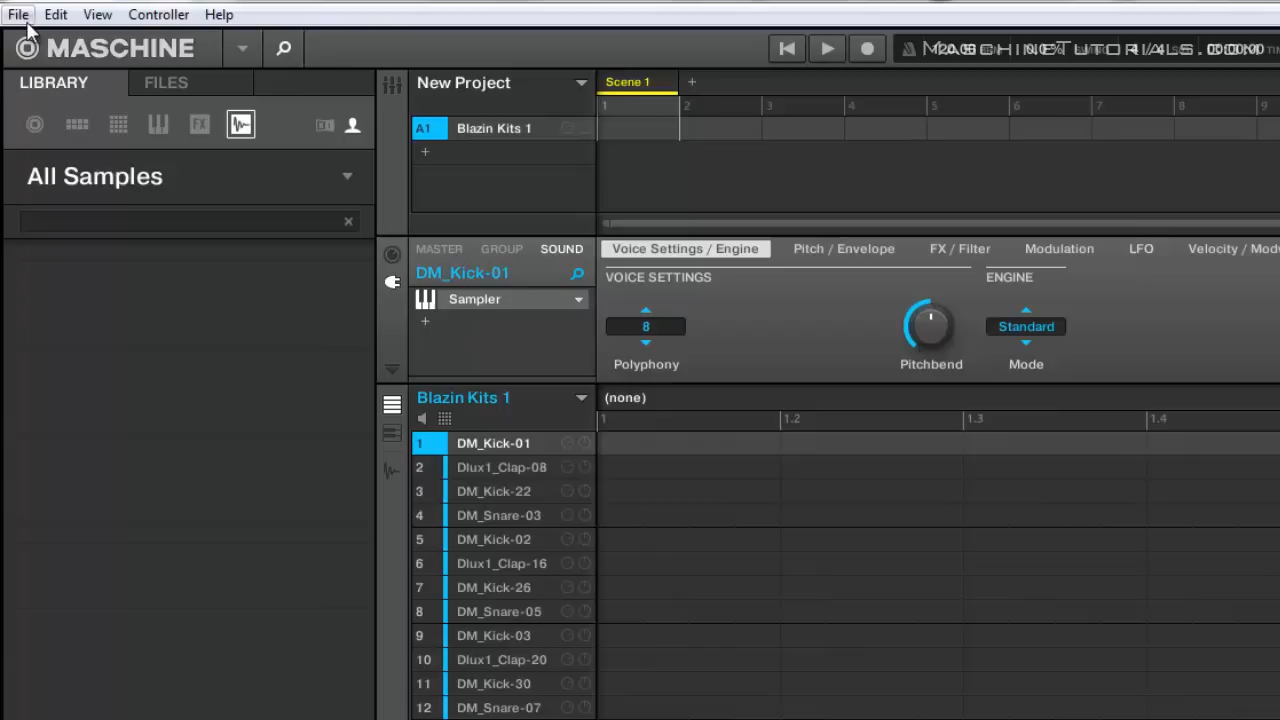 File Edit View Controller Help
MASCHINE
MASCHINETUTORIALS.COM
LIBRARY FILES
New Project
Scene 1 +
1 2 3 4 5 6 7 8 9
A1 Blazin Kits 1
+
All Samples
MASTER GROUP SOUND
Voice Settings / Engine Pitch / Envelope FX / Filter Modulation LFO Velocity / Mod
DM_Kick-01
VOICE SETTINGS ENGINE
Sampler
+
8 Standard
Polyphony Pitchbend Mode
Blazin Kits 1 (none)
1 1.2 1.3 1.4
1 DM_Kick-01
2 Dlux1_Clap-08
3 DM_Kick-22
4 DM_Snare-03
5 DM_Kick-02
6 Dlux1_Clap-16
7 DM_Kick-26
8 DM_Snare-05
9 DM_Kick-03
10 Dlux1_Clap-20
11 DM_Kick-30
12 DM_Snare-07